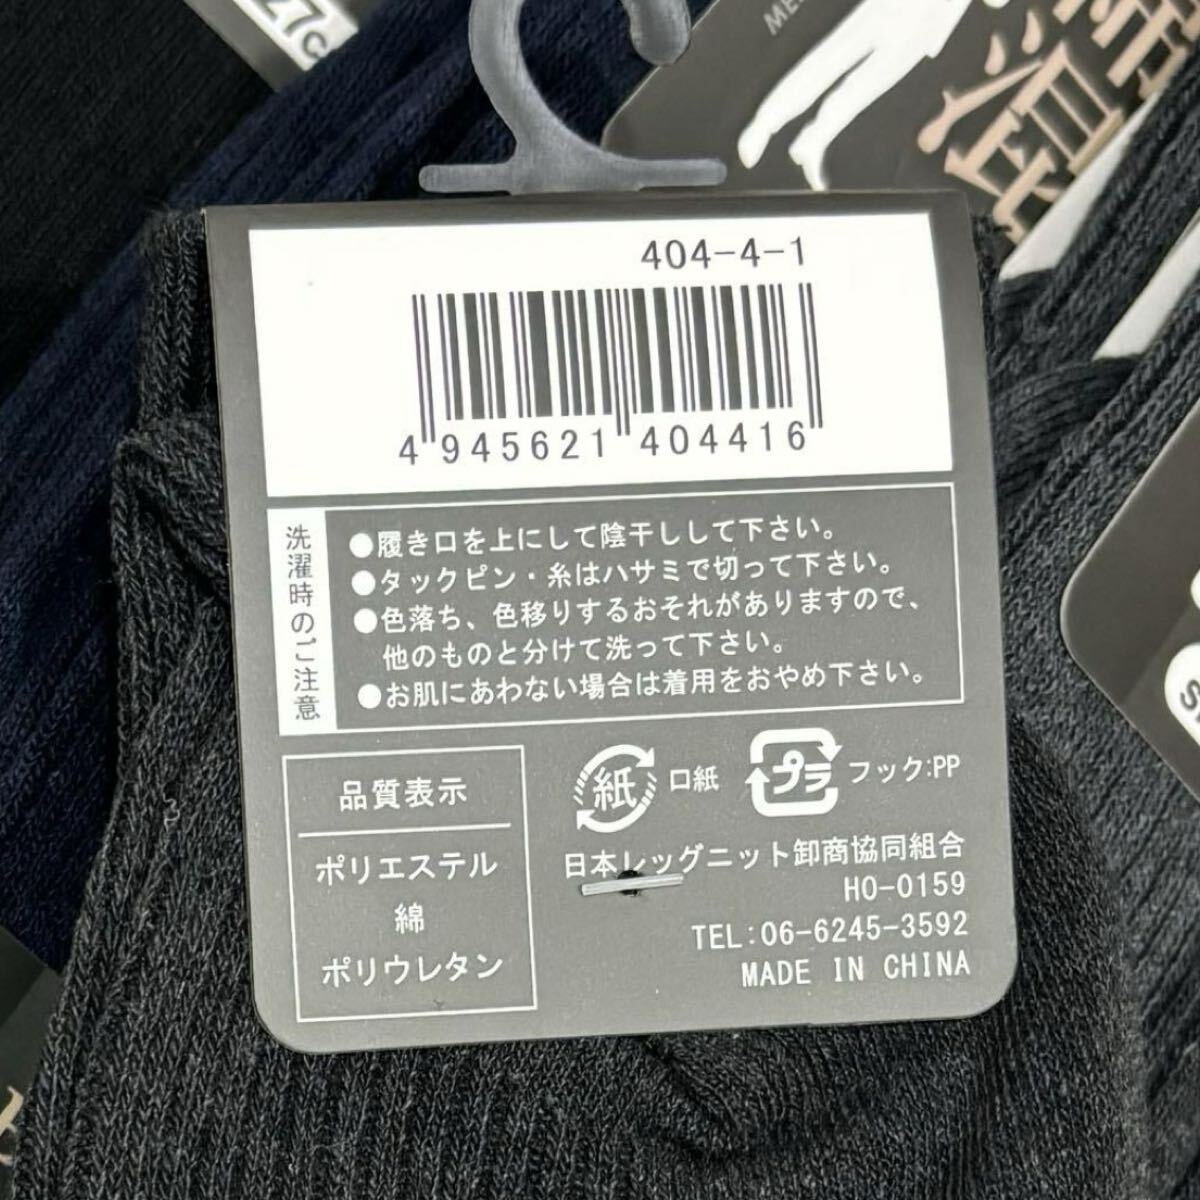 27c
温
404-4-1
4 945621 404416
洗濯時のご注意
●履き口を上にして陰干しして下さい。
●タックピン・糸はハサミで切って下さい。
●色落ち、色移りするおそれがありますので、
他のものと分けて洗って下さい。
●お肌にあわない場合は着用をおやめ下さい。
品質表示
ポリエステル
綿
ポリウレタン
紙 口紙 プラ フック:PP
日本レッグニット卸商協同組合
HO-0159
TEL:06-6245-3592
MADE IN CHINA